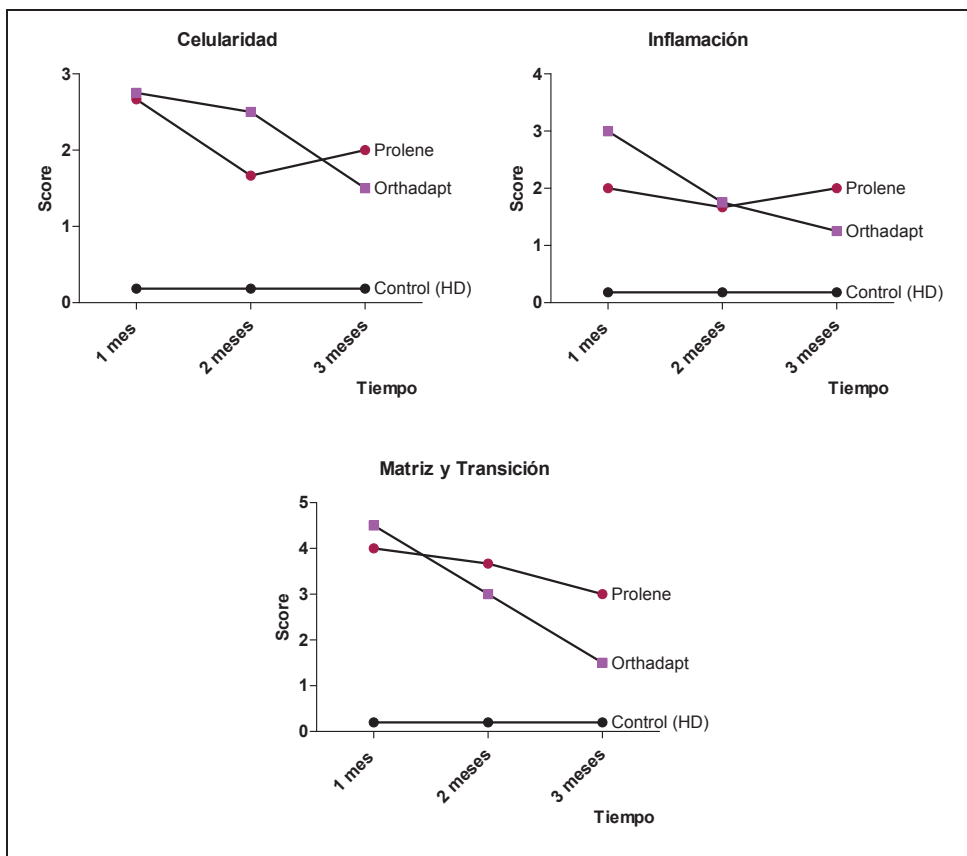 Celularidad
3
2
1
0
Score
Prolene
Orthadapt
Control (HD)
1 mes
2 meses
3 meses
Tiempo
Inflamación
4
3
2
1
0
Score
Prolene
Orthadapt
Control (HD)
1 mes
2 meses
3 meses
Tiempo
Matriz y Transición
5
4
3
2
1
0
Score
Prolene
Orthadapt
Control (HD)
1 mes
2 meses
3 meses
Tiempo